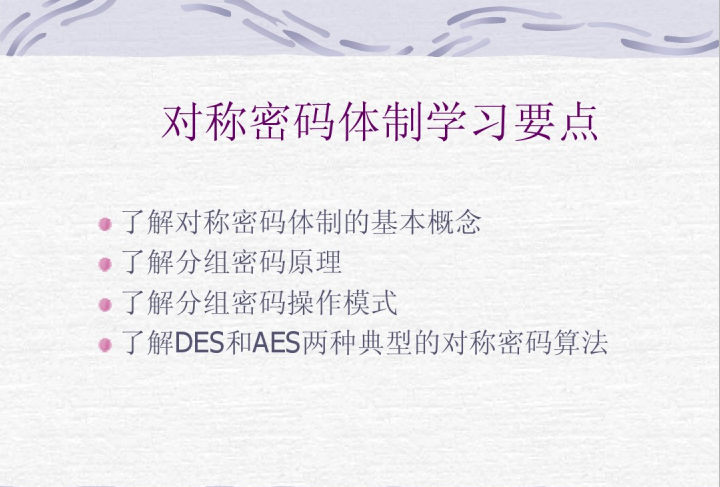 对称密码体制学习要点
了解对称密码体制的基本概念
了解分组密码原理
了解分组密码操作模式
了解DES和AES两种典型的对称密码算法